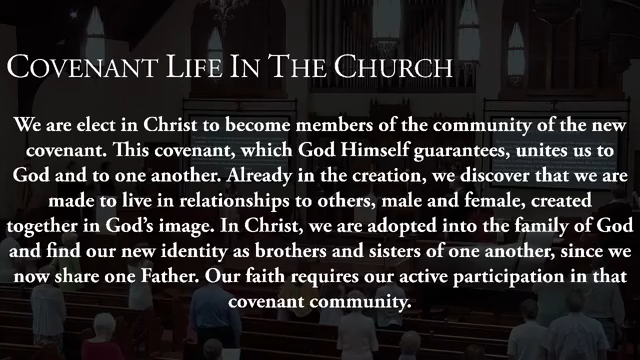 COVENANT LIFE IN THE CHURCH
We are elect in Christ to become members of the community of the new
covenant. This covenant, which God Himself guarantees, unites us to
God and to one another. Already in the creation, we discover that we are
made to live in relationships to others, male and female, created
together in God’s image. In Christ, we are adopted into the family of God
and find our new identity as brothers and sisters of one another, since we
now share one Father. Our faith requires our active participation in that
covenant community.